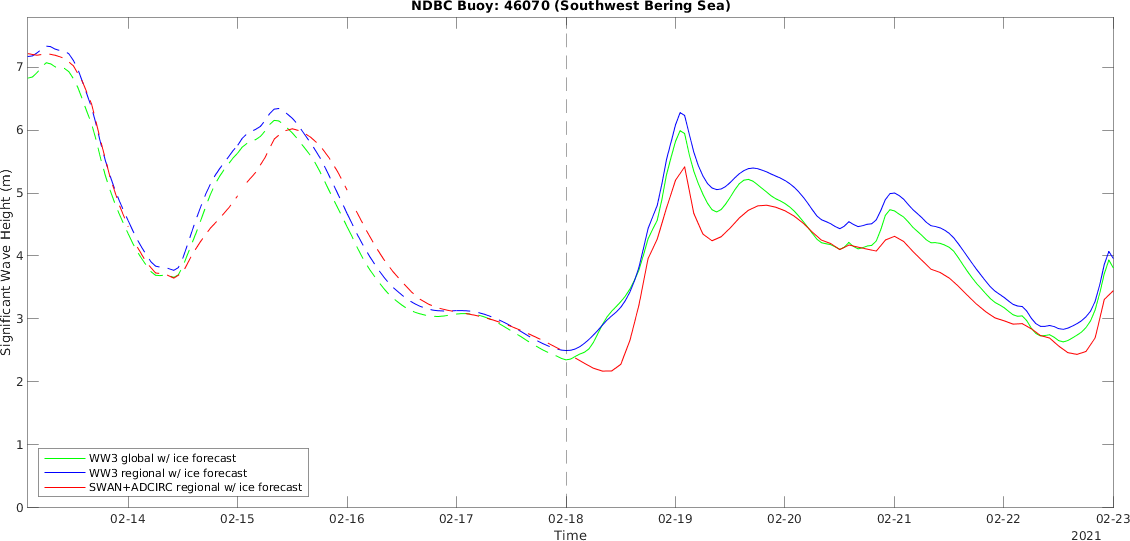 NDBC Buoy: 46070 (Southwest Bering Sea)
Significant Wave Height (m)
7
6
5
4
3
2
1
0
WW3 global w/ ice forecast
WW3 regional w/ ice forecast
SWAN+ADCIRC regional w/ ice forecast
02-14 02-15 02-16 02-17 02-18 02-19 02-20 02-21 02-22 02-23
Time
2021